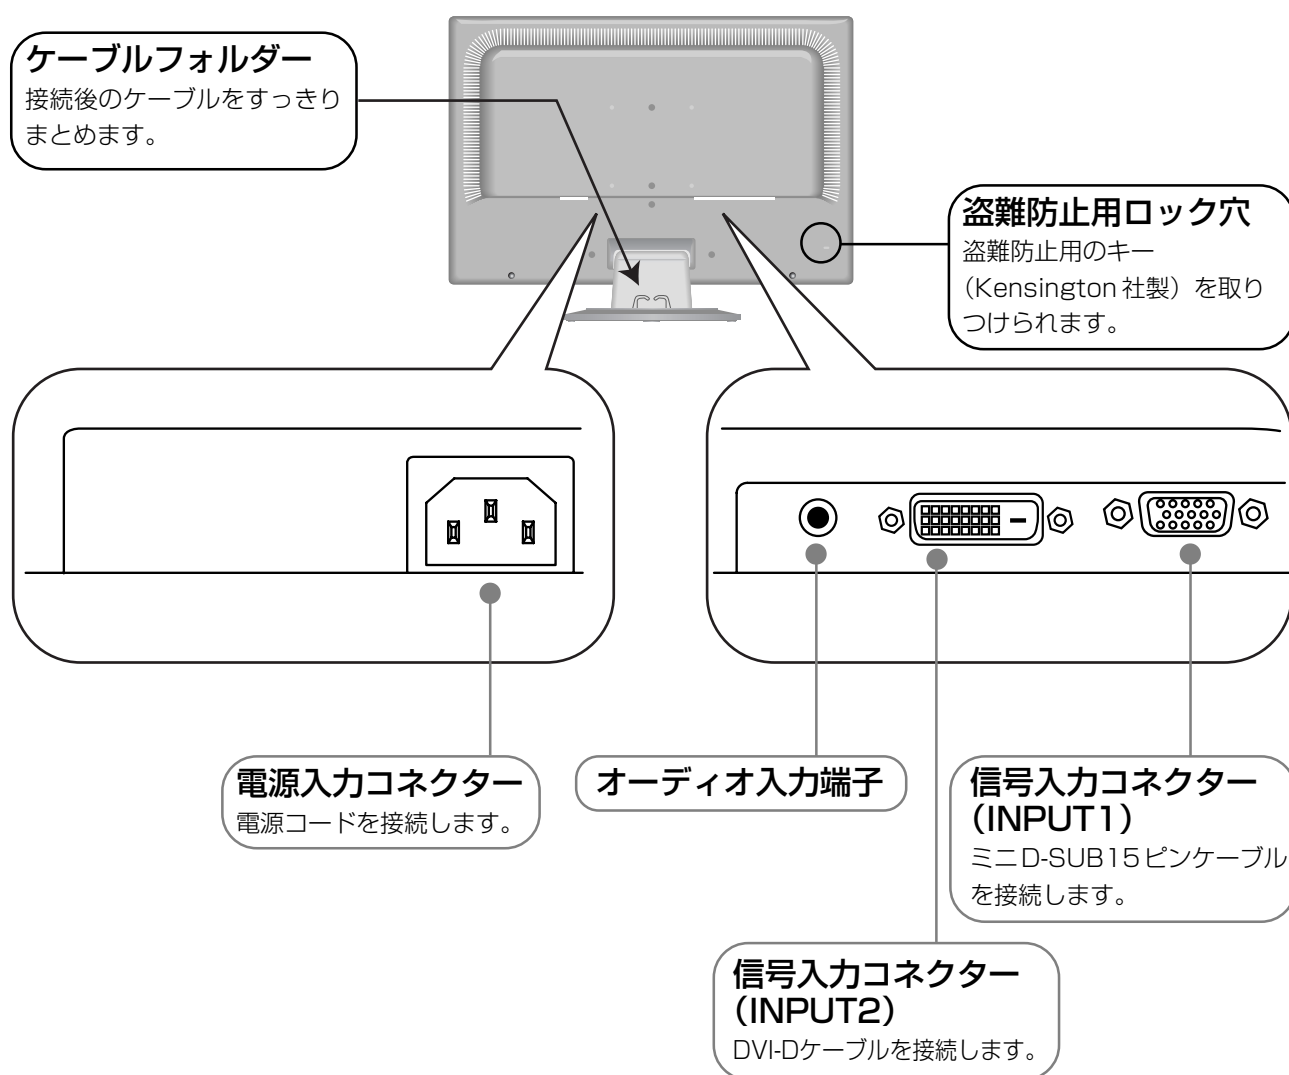 ケーブルフォルダー
接続後のケーブルをすっきり
まとめます。
盗難防止用ロック穴
盗難防止用のキー
（Kensington 社製）を取り
つけられます。
電源入力コネクター
電源コードを接続します。
オーディオ入力端子
信号入力コネクター
（INPUT1）
ミニD-SUB15ピンケーブル
を接続します。
信号入力コネクター
（INPUT2）
DVI-Dケーブルを接続します。